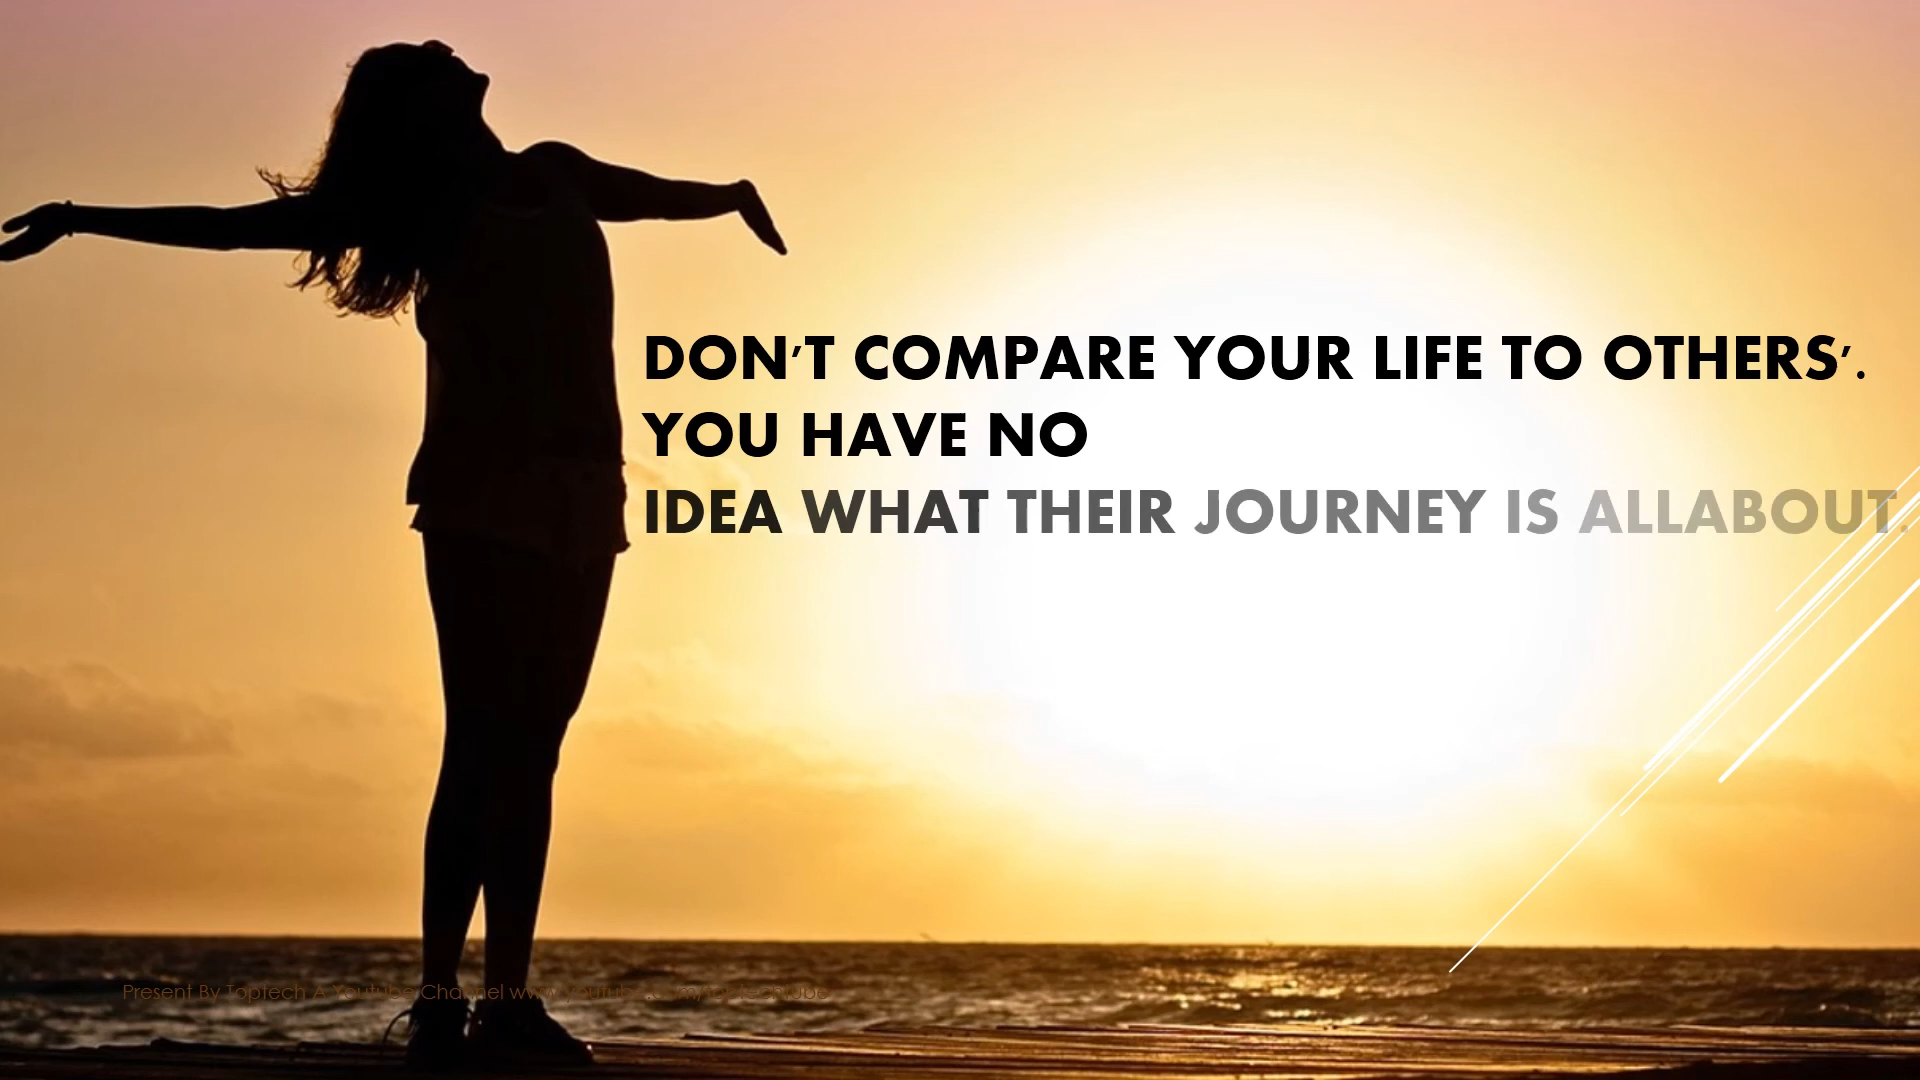 DON'T COMPARE YOUR LIFE TO OTHERS'.
YOU HAVE NO
IDEA WHAT THEIR JOURNEY IS ALLABOUT.
Present By Toptech A Youtube Channel